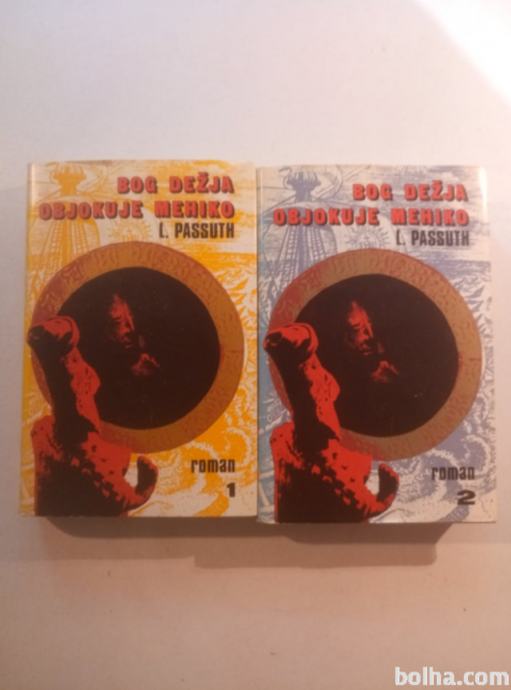 BOG DEŽJA
OBJOKUJE MEHIKO
L. PASSUTH
roman
1
BOG DEŽJA
OBJOKUJE MEHIKO
L. PASSUTH
roman
2
bolha.com